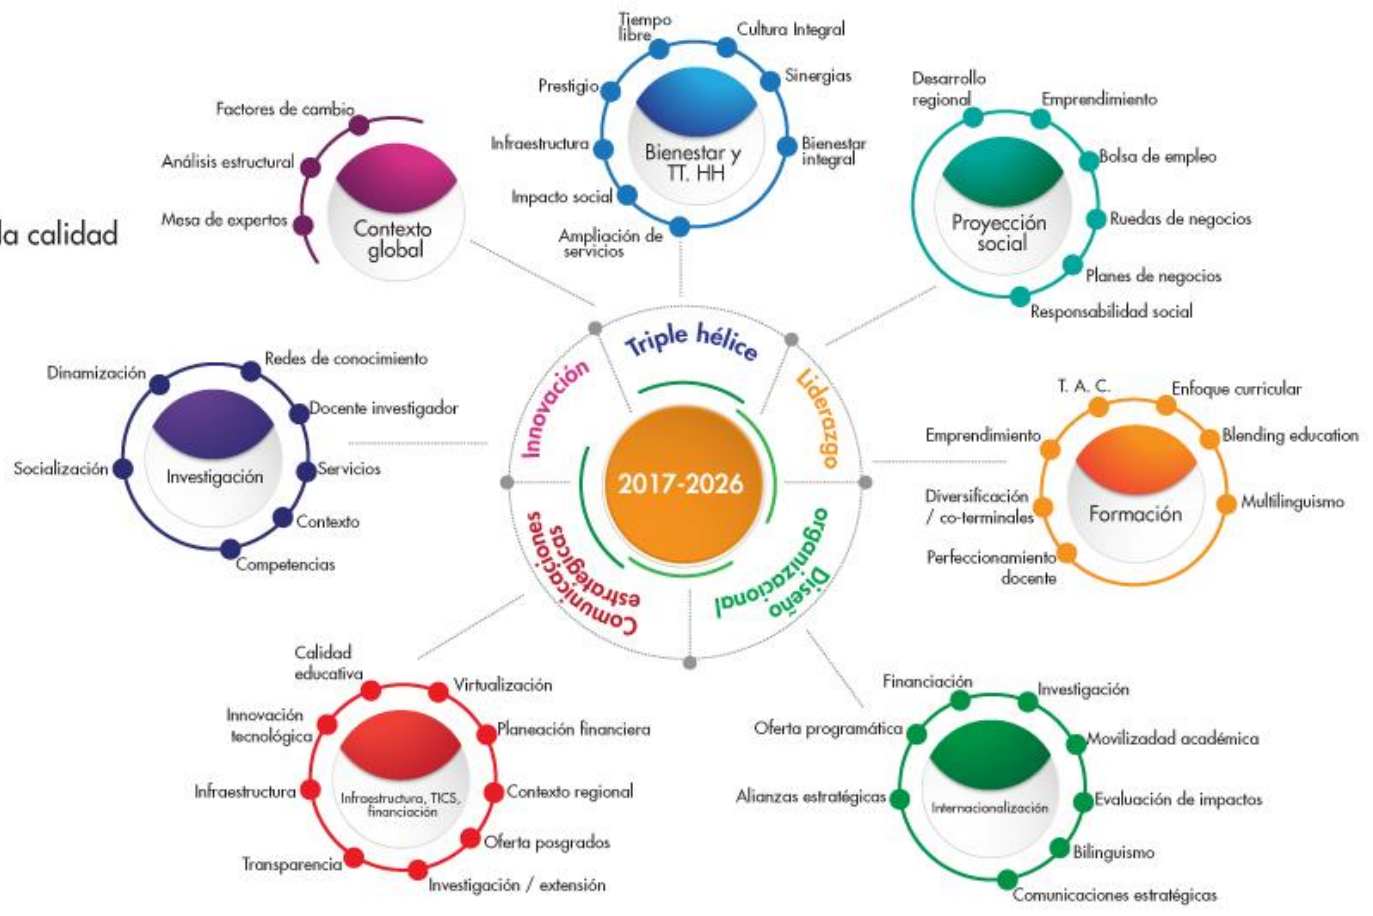 la calidad
Factores de cambio
Análisis estructural
Mesa de expertos
Contexto
global
Tiempo
libre
Cultura Integral
Sinergias
Prestigio
Infraestructura
Bienestar
integral
Impacto social
Ampliación de
servicios
Bienestar y
TT. HH
Desarrollo
regional
Emprendimiento
Bolsa de empleo
Ruedas de negocios
Planes de negocios
Responsabilidad social
Proyección
social
Dinamización
Redes de conocimiento
Docente investigador
Socialización
Servicios
Contexto
Competencias
Investigación
Innovación
Triple hélice
Liderazgo
2017-2026
Comunicaciones
estratégicas
Diseño
organizacional
T. A. C.
Enfoque curricular
Emprendimiento
Blending education
Diversificación
/ co-terminales
Multilinguismo
Perfeccionamiento
docente
Formación
Calidad
educativa
Virtualización
Innovación
tecnológica
Planeación financiera
Infraestructura
Contexto regional
Oferta posgrados
Transparencia
Investigación / extensión
Infraestructura, TICS,
financiación
Financiación
Investigación
Oferta programática
Movilizadad académica
Alianzas estratégicas
Evaluación de impactos
Bilinguismo
Comunicaciones estratégicas
Internacionalización